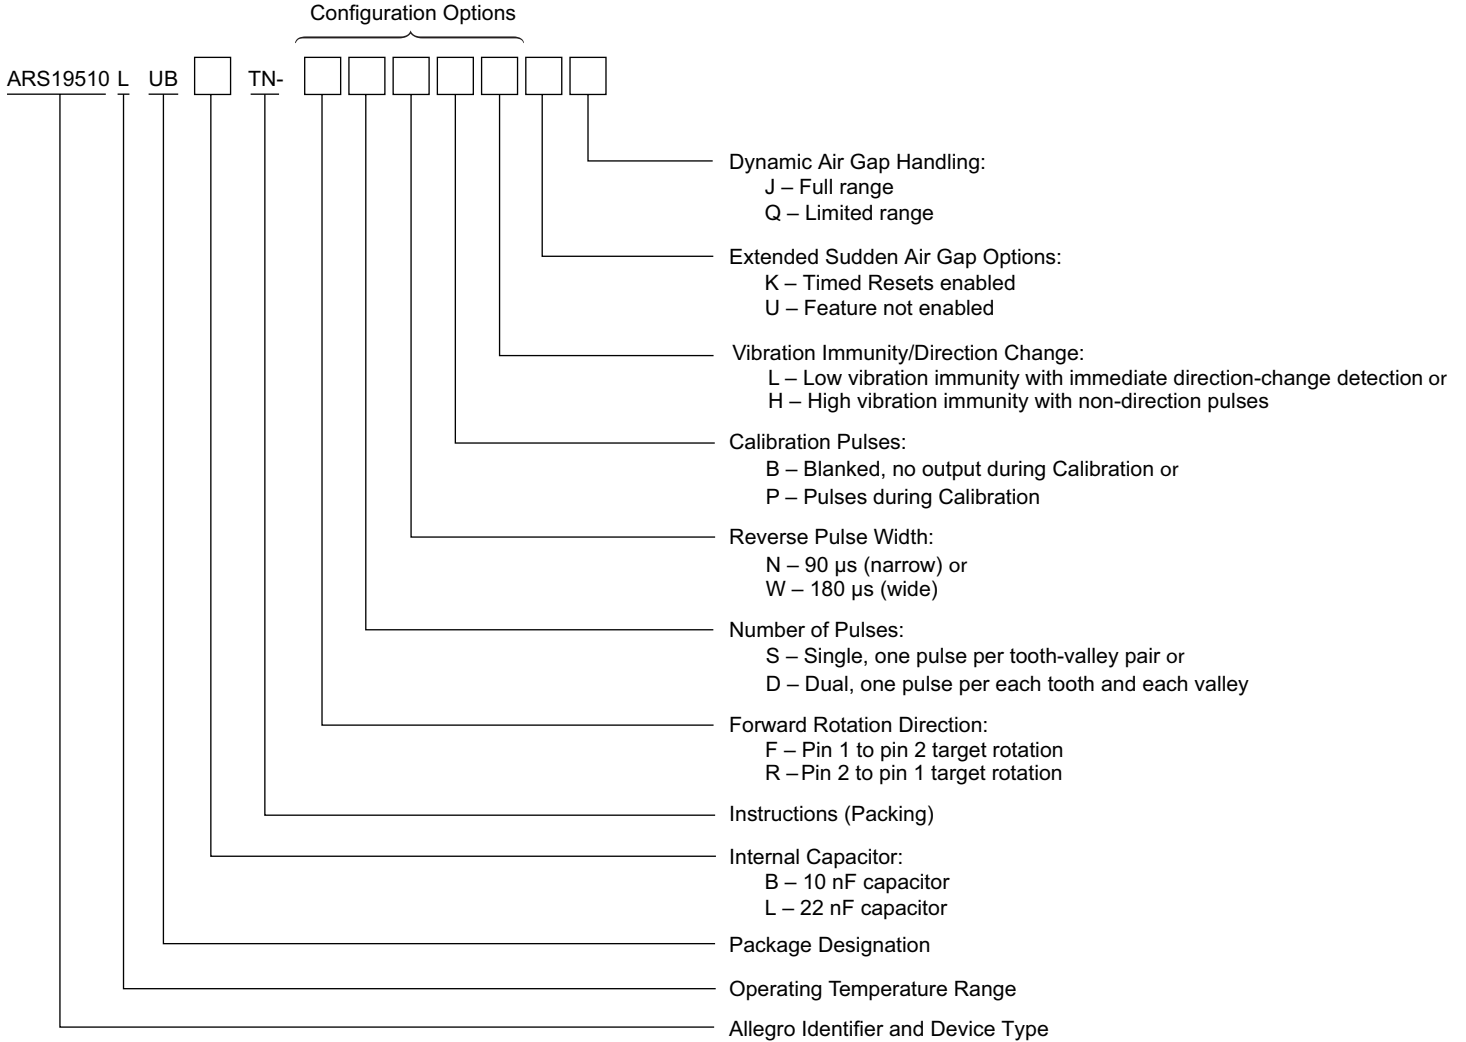 Configuration Options
ARS19510 L UB TN-
Dynamic Air Gap Handling:
J – Full range
Q – Limited range
Extended Sudden Air Gap Options:
K – Timed Resets enabled
U – Feature not enabled
Vibration Immunity/Direction Change:
L – Low vibration immunity with immediate direction-change detection or
H – High vibration immunity with non-direction pulses
Calibration Pulses:
B – Blanked, no output during Calibration or
P – Pulses during Calibration
Reverse Pulse Width:
N – 90 µs (narrow) or
W – 180 µs (wide)
Number of Pulses:
S – Single, one pulse per tooth-valley pair or
D – Dual, one pulse per each tooth and each valley
Forward Rotation Direction:
F – Pin 1 to pin 2 target rotation
R – Pin 2 to pin 1 target rotation
Instructions (Packing)
Internal Capacitor:
B – 10 nF capacitor
L – 22 nF capacitor
Package Designation
Operating Temperature Range
Allegro Identifier and Device Type